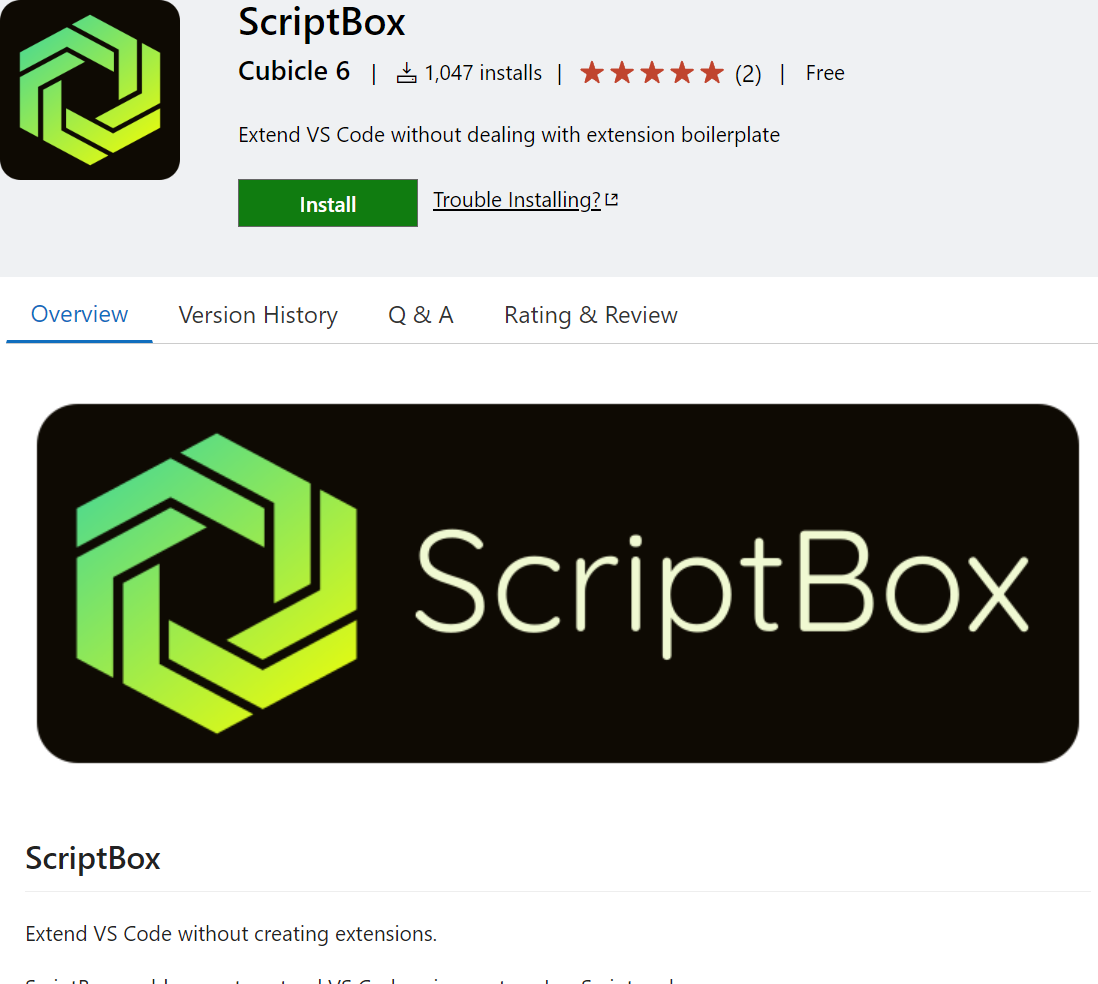 ScriptBox
Cubicle 6 | 1,047 installs | (2) | Free
Extend VS Code without dealing with extension boilerplate
Install Trouble Installing?
Overview Version History Q & A Rating & Review
ScriptBox
ScriptBox
Extend VS Code without creating extensions.